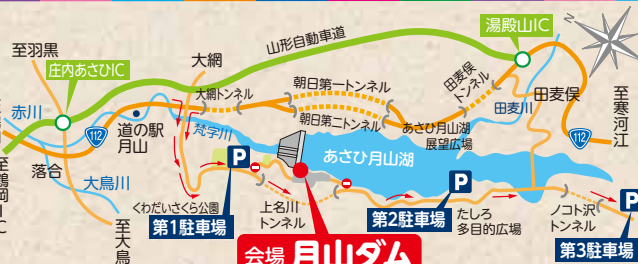 湯殿山IC
N
至羽黒
山形自動車道
庄内あさひIC
大網
大網トンネル
朝日第一トンネル
田麦俣
トンネル
田麦俣
至寒河江
赤川
112
道の駅
月山
梵字川
朝日第二トンネル
あさひ月山湖
展望広場
田麦川
112
至鶴岡IC
落合
大鳥川
至大鳥
P
あさひ月山湖
P
P
くわだいさくら公園
第1駐車場
上名川
トンネル
第2駐車場
たしろ
多目的広場
ノコト沢
トンネル
第3駐車場
会場 月山ダム